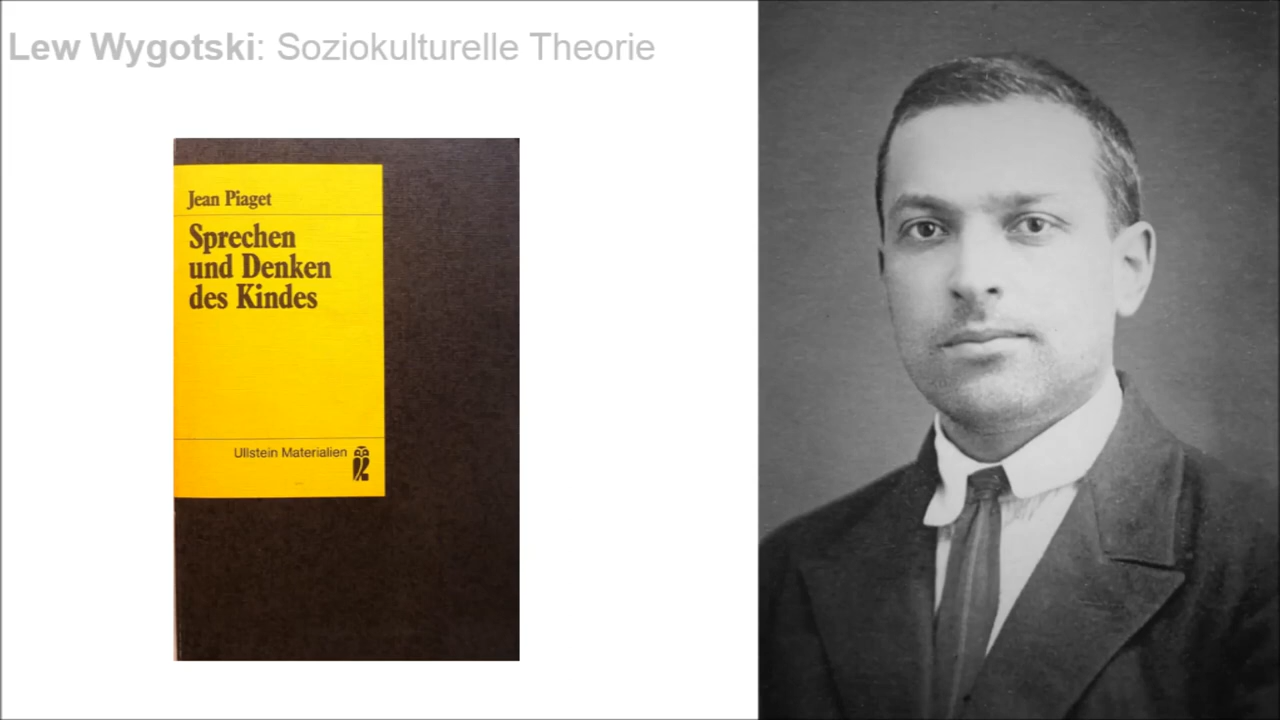 Lew Wygotski: Soziokulturelle Theorie
Jean Piaget
Sprechen
und Denken
des Kindes
Ullstein Materialien